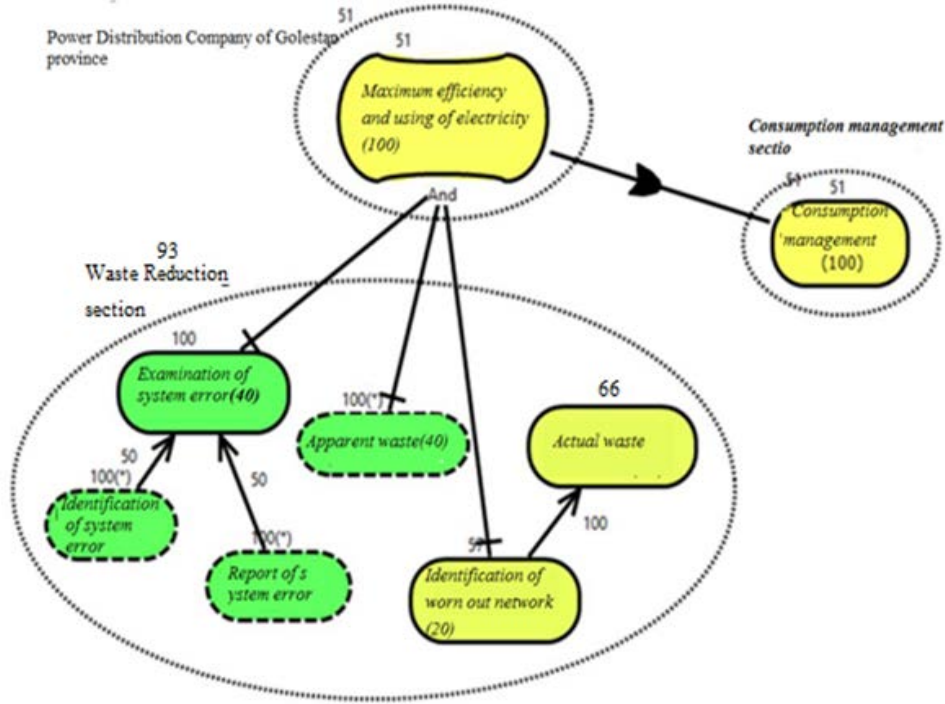 51
Power Distribution Company of Golestan
province
51
Maximum efficiency
and using of electricity
(100)
And
Consumption management
sectio
51
51
Consumption
management
(100)
93
Waste Reduction
section
100
Examination of
system error(40)
100(*)
Apparent waste(40)
66
Actual waste
50
100(*)
Identification
of system
error
50
100(*)
Report of s
ystem error
100
Identification of
worn out network
(20)